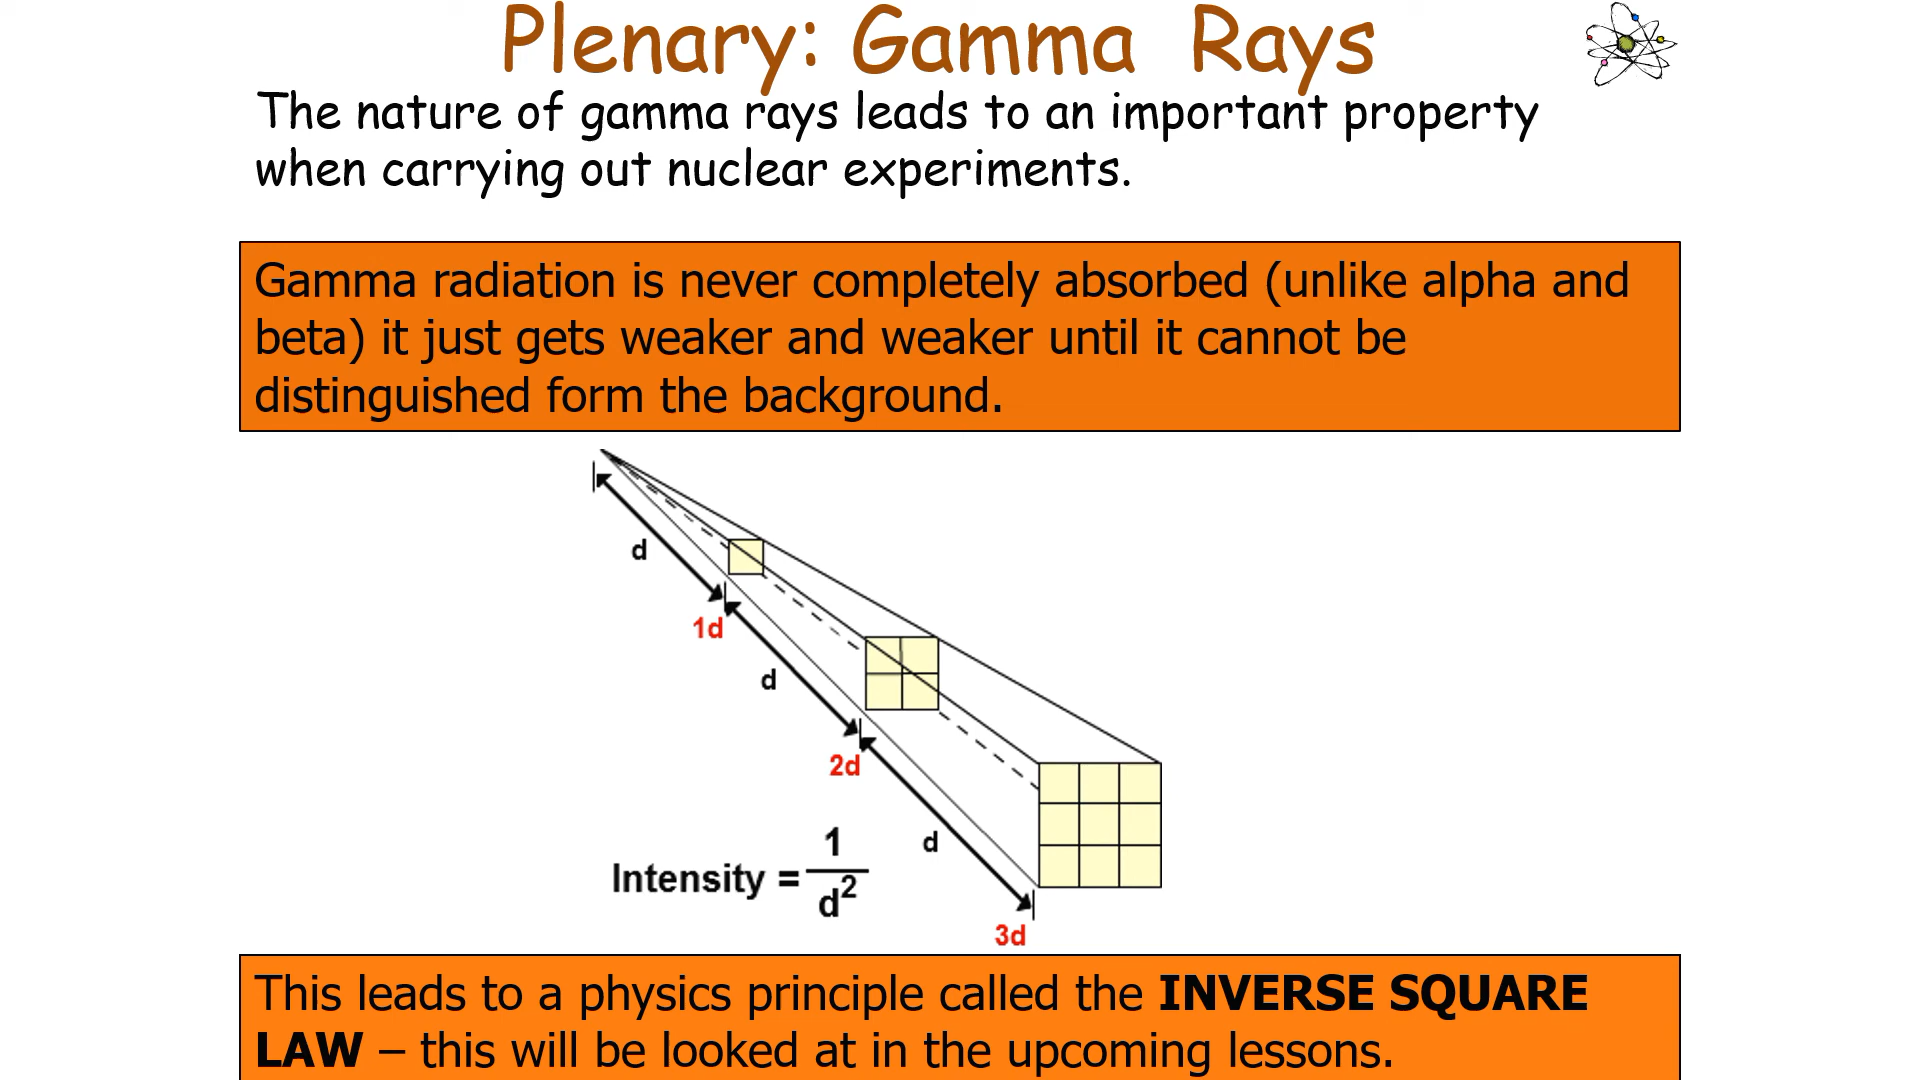 Plenary: Gamma Rays
The nature of gamma rays leads to an important property
when carrying out nuclear experiments.
Gamma radiation is never completely absorbed (unlike alpha and
beta) it just gets weaker and weaker until it cannot be
distinguished form the background.
d
1d
d
2d
d
Intensity = 1/d²
3d
This leads to a physics principle called the INVERSE SQUARE
LAW – this will be looked at in the upcoming lessons.